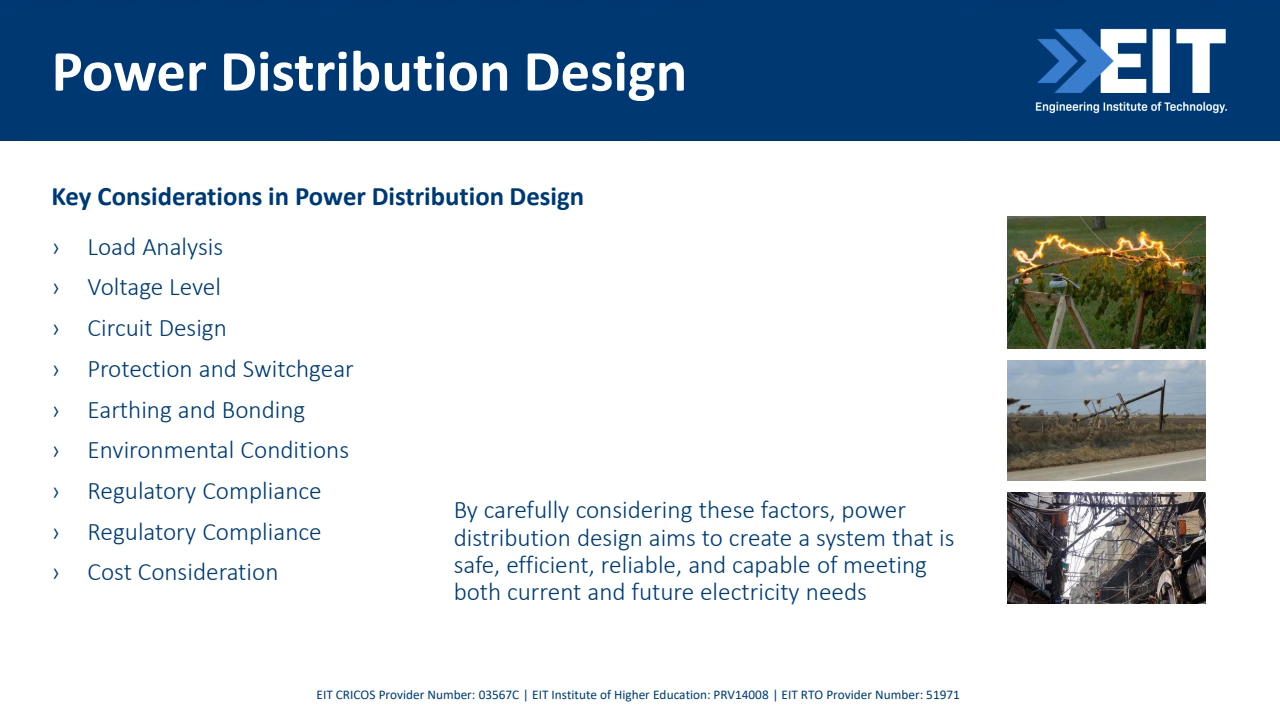 Power Distribution Design
EIT
Engineering Institute of Technology.
Key Considerations in Power Distribution Design
› Load Analysis
› Voltage Level
› Circuit Design
› Protection and Switchgear
› Earthing and Bonding
› Environmental Conditions
› Regulatory Compliance
› Regulatory Compliance
› Cost Consideration
By carefully considering these factors, power
distribution design aims to create a system that is
safe, efficient, reliable, and capable of meeting
both current and future electricity needs
EIT CRICOS Provider Number: 03567C | EIT Institute of Higher Education: PRV14008 | EIT RTO Provider Number: 51971